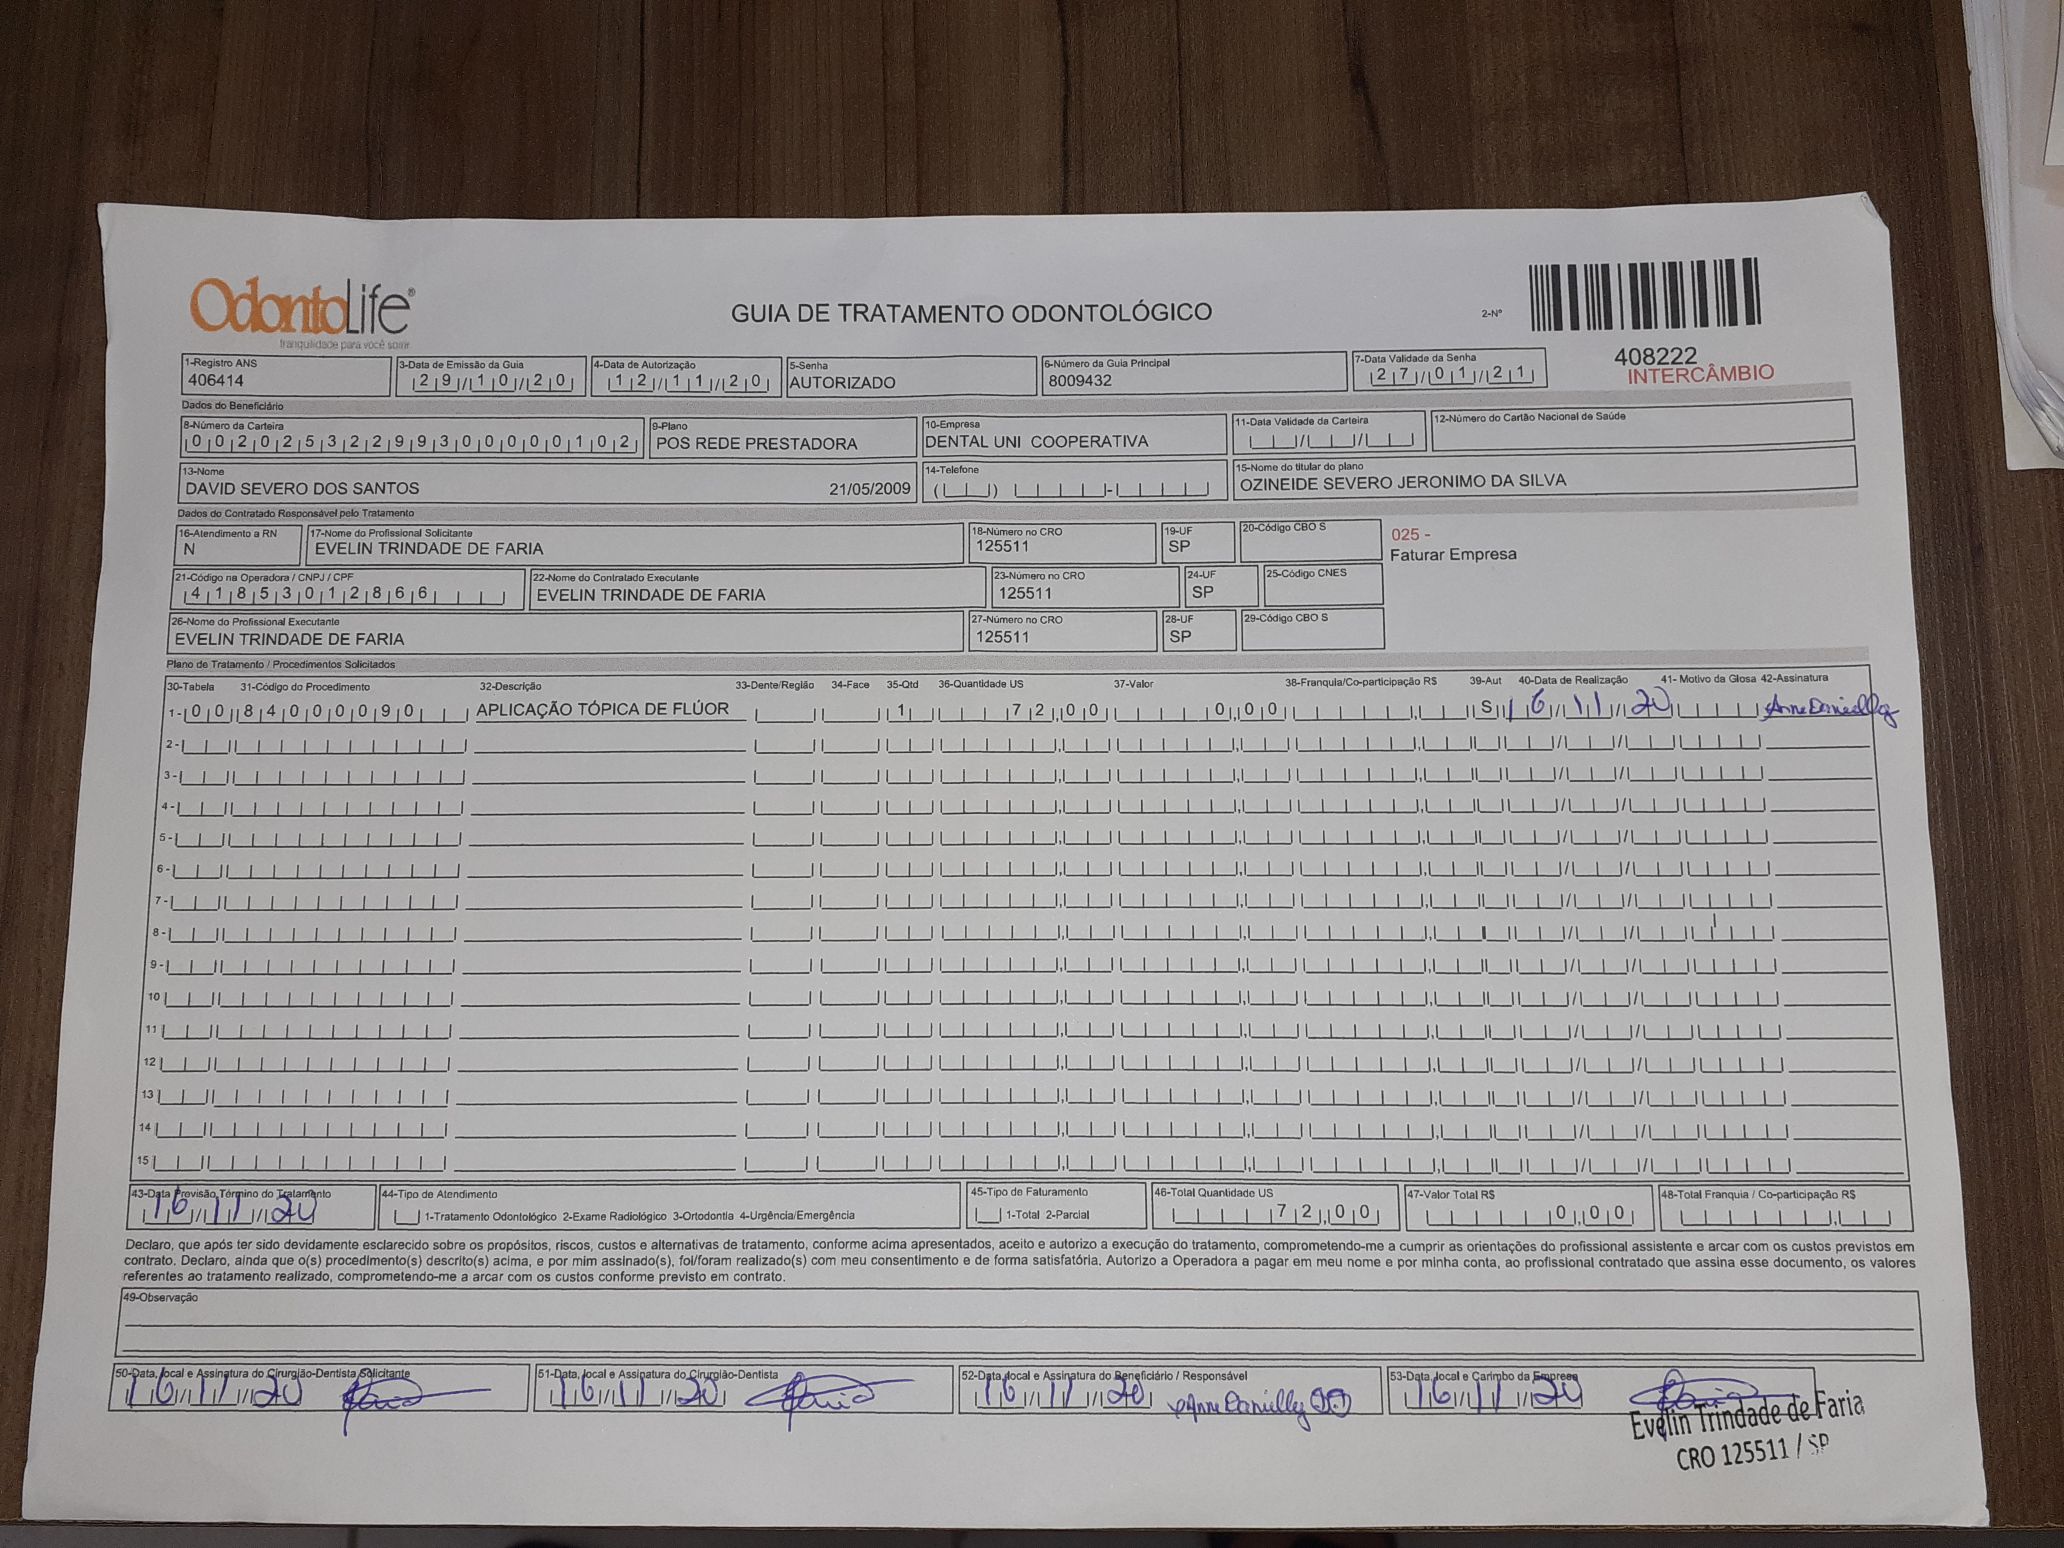 OdontoLife®
tranquilidade para você sorrir
GUIA DE TRATAMENTO ODONTOLÓGICO
2-Nº
408222
INTERCÂMBIO
1-Registro ANS
406414
3-Data de Emissão da Guia
29/10/20
4-Data de Autorização
12/11/20
5-Senha
AUTORIZADO
6-Número da Guia Principal
8009432
7-Data Validade da Senha
27/01/21
Dados do Beneficiário
8-Número da Carteira
00202532299300000102
9-Plano
POS REDE PRESTADORA
10-Empresa
DENTAL UNI COOPERATIVA
11-Data Validade da Carteira
12-Número do Cartão Nacional de Saúde
13-Nome
DAVID SEVERO DOS SANTOS 21/05/2009
14-Telefone
15-Nome do titular do plano
OZINEIDE SEVERO JERONIMO DA SILVA
Dados do Contratado Responsável pelo Tratamento
16-Atendimento a RN
N
17-Nome do Profissional Solicitante
EVELIN TRINDADE DE FARIA
18-Número no CRO
125511
19-UF
SP
20-Código CBO S
025 -
Faturar Empresa
21-Código na Operadora / CNPJ / CPF
41853012866
22-Nome do Contratado Executante
EVELIN TRINDADE DE FARIA
23-Número no CRO
125511
24-UF
SP
25-Código CNES
26-Nome do Profissional Executante
EVELIN TRINDADE DE FARIA
27-Número no CRO
125511
28-UF
SP
29-Código CBO S
Plano de Tratamento / Procedimentos Solicitados
30-Tabela 31-Código do Procedimento 32-Descrição 33-Dente/Região 34-Face 35-Qtd 36-Quantidade US 37-Valor 38-Franquia/Co-participação R$ 39-Aut 40-Data de Realização 41- Motivo da Glosa 42-Assinatura
1- 00 84000090 APLICAÇÃO TÓPICA DE FLÚOR 1 72,00 0,00 S 16/11/20 Anne Danielly
2-
3-
4-
5-
6-
7-
8-
9-
10
11
12
13
14
15
43-Data Previsão Término do Tratamento
16/11/20
44-Tipo de Atendimento
1-Tratamento Odontológico 2-Exame Radiológico 3-Ortodontia 4-Urgência/Emergência
45-Tipo de Faturamento
1-Total 2-Parcial
46-Total Quantidade US
72,00
47-Valor Total R$
0,00
48-Total Franquia / Co-participação R$
Declaro, que após ter sido devidamente esclarecido sobre os propósitos, riscos, custos e alternativas de tratamento, conforme acima apresentados, aceito e autorizo a execução do tratamento, comprometendo-me a cumprir as orientações do profissional assistente e arcar com os custos previstos em
contrato. Declaro, ainda que o(s) procedimento(s) descrito(s) acima, e por mim assinado(s), foi/foram realizado(s) com meu consentimento e de forma satisfatória. Autorizo a Operadora a pagar em meu nome e por minha conta, ao profissional contratado que assina esse documento, os valores
referentes ao tratamento realizado, comprometendo-me a arcar com os custos conforme previsto em contrato.
49-Observação
50-Data, local e Assinatura do Cirurgião-Dentista Solicitante
16/11/20
51-Data, local e Assinatura do Cirurgião-Dentista
16/11/20
52-Data, local e Assinatura do Beneficiário / Responsável
16/11/20 Anne Danielly
53-Data, local e Carimbo da Empresa
16/11/20
Evelin Trindade de Faria
CRO 125511 / SP